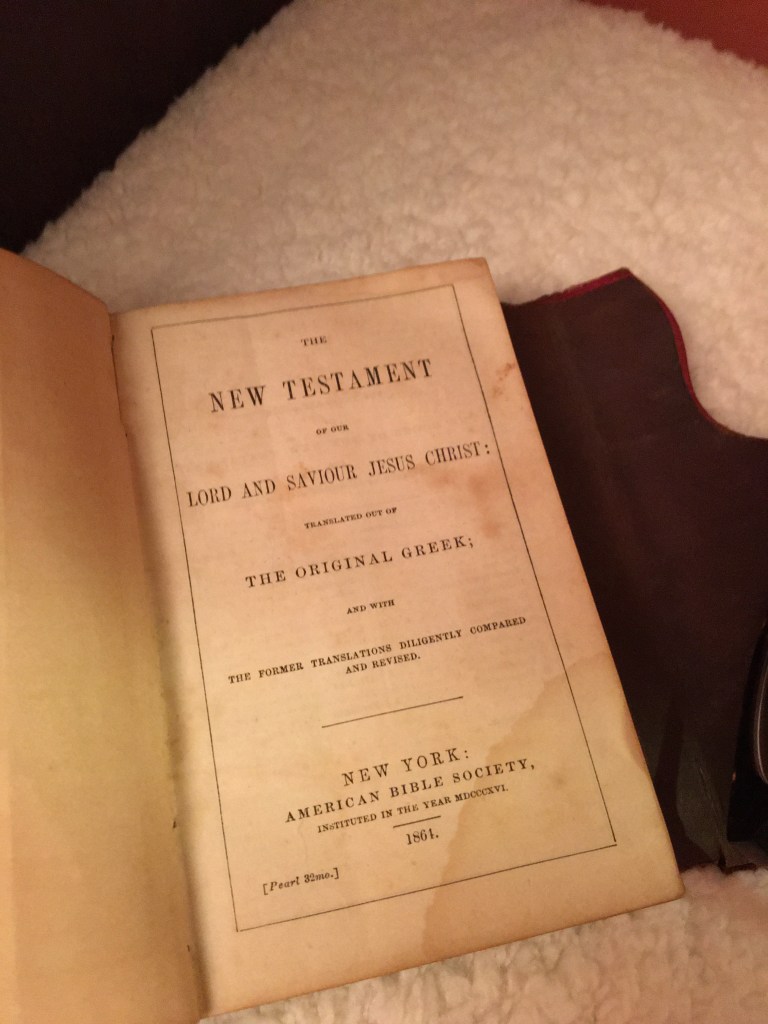 THE
NEW TESTAMENT
OF OUR
LORD AND SAVIOUR JESUS CHRIST:
TRANSLATED OUT OF
THE ORIGINAL GREEK;
AND WITH
THE FORMER TRANSLATIONS DILIGENTLY COMPARED
AND REVISED.
NEW YORK:
AMERICAN BIBLE SOCIETY,
INSTITUTED IN THE YEAR MDCCCXVI.
1864.
[Pearl 32mo.]